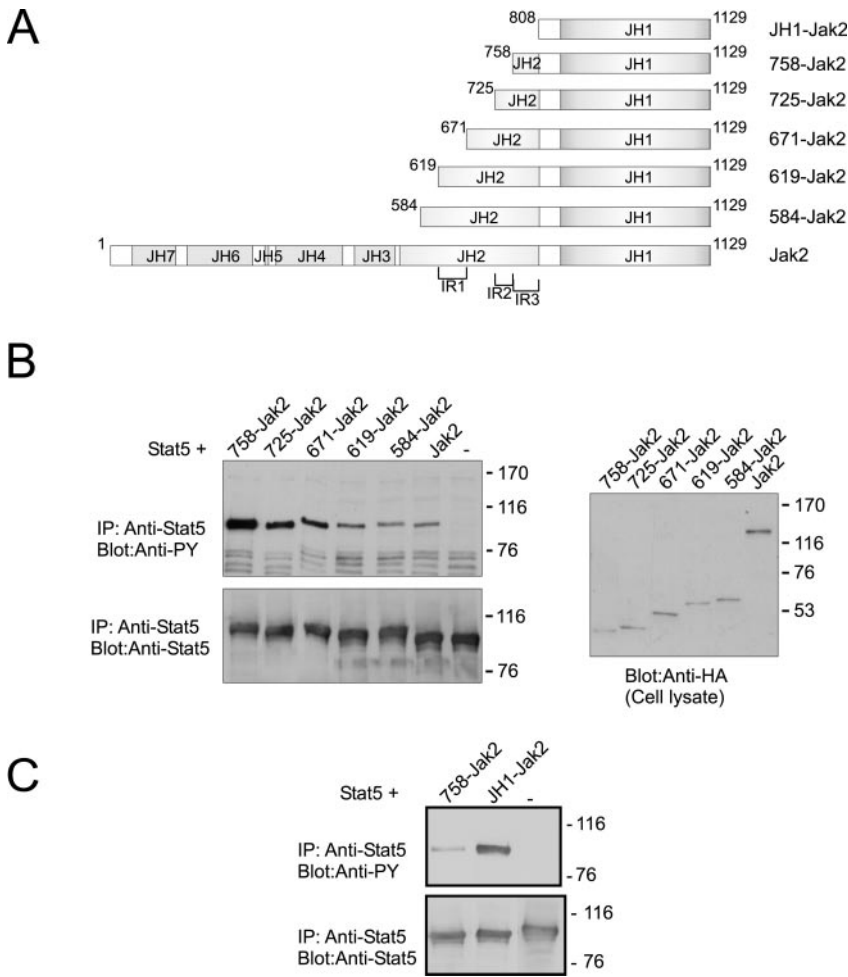 A
808 1129
JH1 JH1-Jak2
758 1129
JH2 JH1 758-Jak2
725 1129
JH2 JH1 725-Jak2
671 1129
JH2 JH1 671-Jak2
619 1129
JH2 JH1 619-Jak2
584 1129
JH2 JH1 584-Jak2
1 1129
JH7 JH6 JH5 JH4 JH3 JH2 JH1 Jak2
IR1 IR2 IR3
B
Stat5 + 758-Jak2 725-Jak2 671-Jak2 619-Jak2 584-Jak2 Jak2 -
IP: Anti-Stat5
Blot:Anti-PY
- 170
- 116
- 76
IP: Anti-Stat5
Blot:Anti-Stat5
- 116
- 76
758-Jak2 725-Jak2 671-Jak2 619-Jak2 584-Jak2 Jak2
- 170
- 116
- 76
- 53
Blot:Anti-HA
(Cell lysate)
C
Stat5 + 758-Jak2 JH1-Jak2 -
IP: Anti-Stat5
Blot:Anti-PY
- 116
- 76
IP: Anti-Stat5
Blot:Anti-Stat5
- 116
- 76